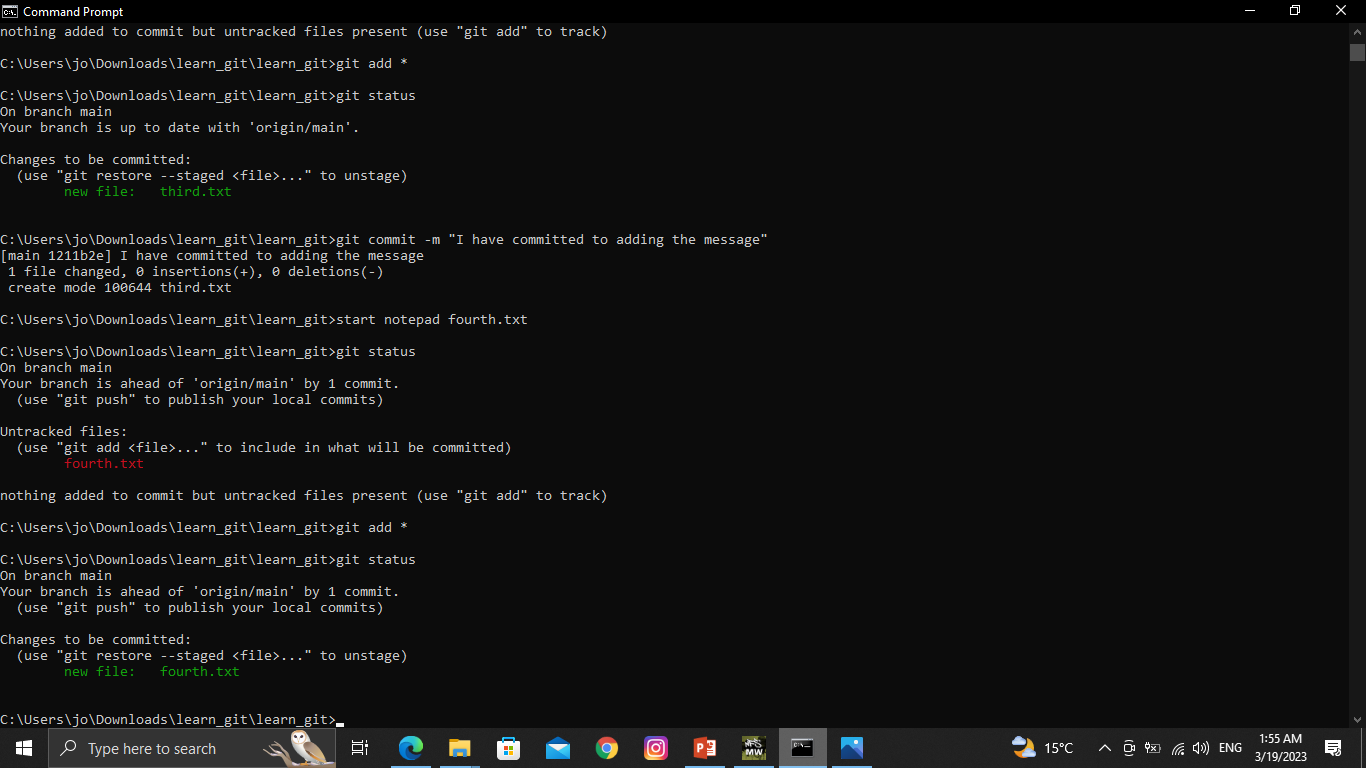 Command Prompt
nothing added to commit but untracked files present (use "git add" to track)
C:\Users\jo\Downloads\learn_git\learn_git>git add *
C:\Users\jo\Downloads\learn_git\learn_git>git status
On branch main
Your branch is up to date with 'origin/main'.
Changes to be committed:
  (use "git restore --staged <file>..." to unstage)
        new file:   third.txt
C:\Users\jo\Downloads\learn_git\learn_git>git commit -m "I have committed to adding the message"
[main 1211b2e] I have committed to adding the message
 1 file changed, 0 insertions(+), 0 deletions(-)
 create mode 100644 third.txt
C:\Users\jo\Downloads\learn_git\learn_git>start notepad fourth.txt
C:\Users\jo\Downloads\learn_git\learn_git>git status
On branch main
Your branch is ahead of 'origin/main' by 1 commit.
  (use "git push" to publish your local commits)
Untracked files:
  (use "git add <file>..." to include in what will be committed)
        fourth.txt
nothing added to commit but untracked files present (use "git add" to track)
C:\Users\jo\Downloads\learn_git\learn_git>git add *
C:\Users\jo\Downloads\learn_git\learn_git>git status
On branch main
Your branch is ahead of 'origin/main' by 1 commit.
  (use "git push" to publish your local commits)
Changes to be committed:
  (use "git restore --staged <file>..." to unstage)
        new file:   fourth.txt
C:\Users\jo\Downloads\learn_git\learn_git>
Type here to search
15°C
ENG
1:55 AM
3/19/2023